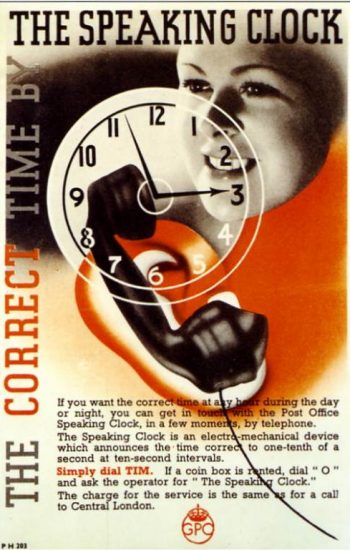 THE SPEAKING CLOCK
THE CORRECT TIME BY
11 12 1
10 2
9 3
8 4
7 6 5
If you want the correct time at any hour during the day
or night, you can get in touch with the Post Office
Speaking Clock, in a few moments, by telephone.
The Speaking Clock is an electro-mechanical device
which announces the time correct to one-tenth of a
second at ten-second intervals.
Simply dial TIM. If a coin box is rented, dial "O"
and ask the operator for "The Speaking Clock."
The charge for the service is the same as for a call
to Central London.
GPO
PH 203